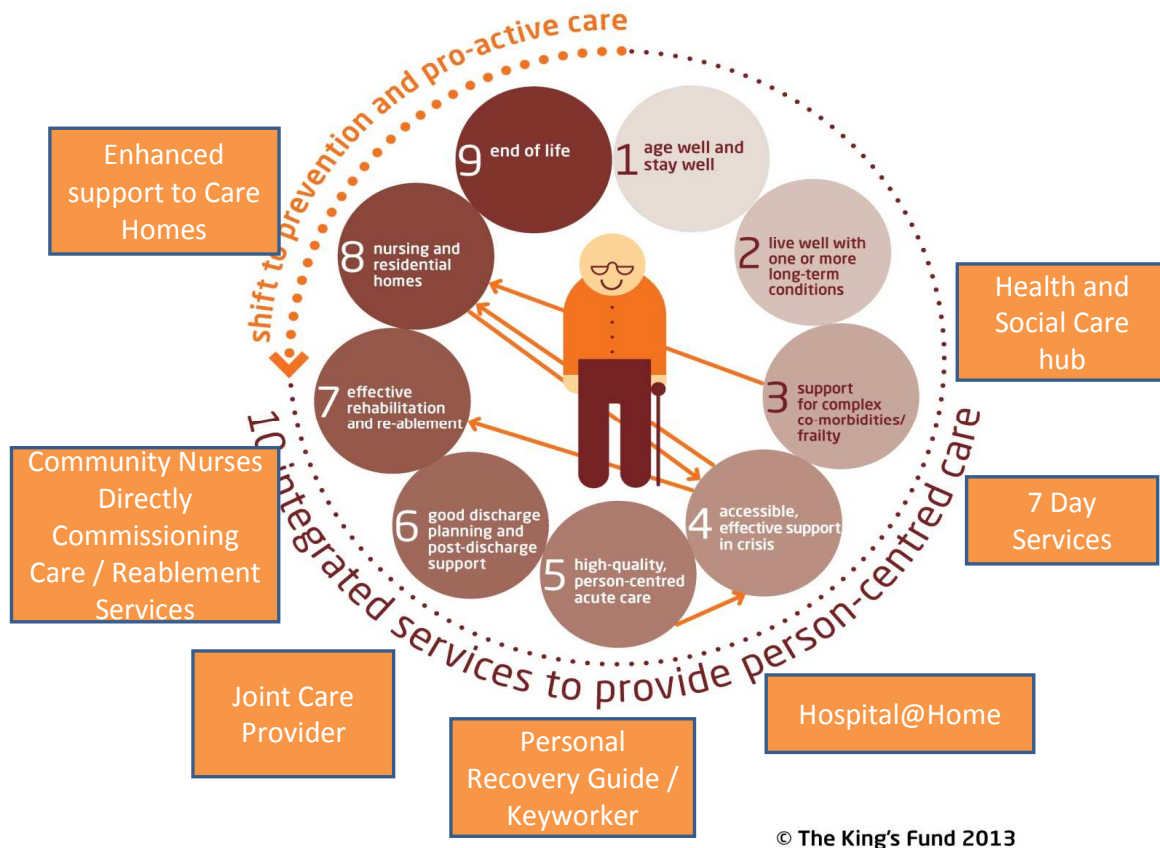 shift to prevention and pro-active care
Enhanced
support to Care
Homes
9 end of life
1 age well and
stay well
8 nursing and
residential
homes
2 live well with
one or more
long-term
conditions
Health and
Social Care
hub
7 effective
rehabilitation
and re-ablement
3 support
for complex
co-morbidities/
frailty
Community Nurses
Directly
Commissioning
Care / Reablement
Services
6 good discharge
planning and
post-discharge
support
5 high-quality,
person-centred
acute care
4 accessible,
effective support
in crisis
7 Day
Services
10 integrated services to provide person-centred care
Joint Care
Provider
Personal
Recovery Guide /
Keyworker
Hospital@Home
© The King's Fund 2013